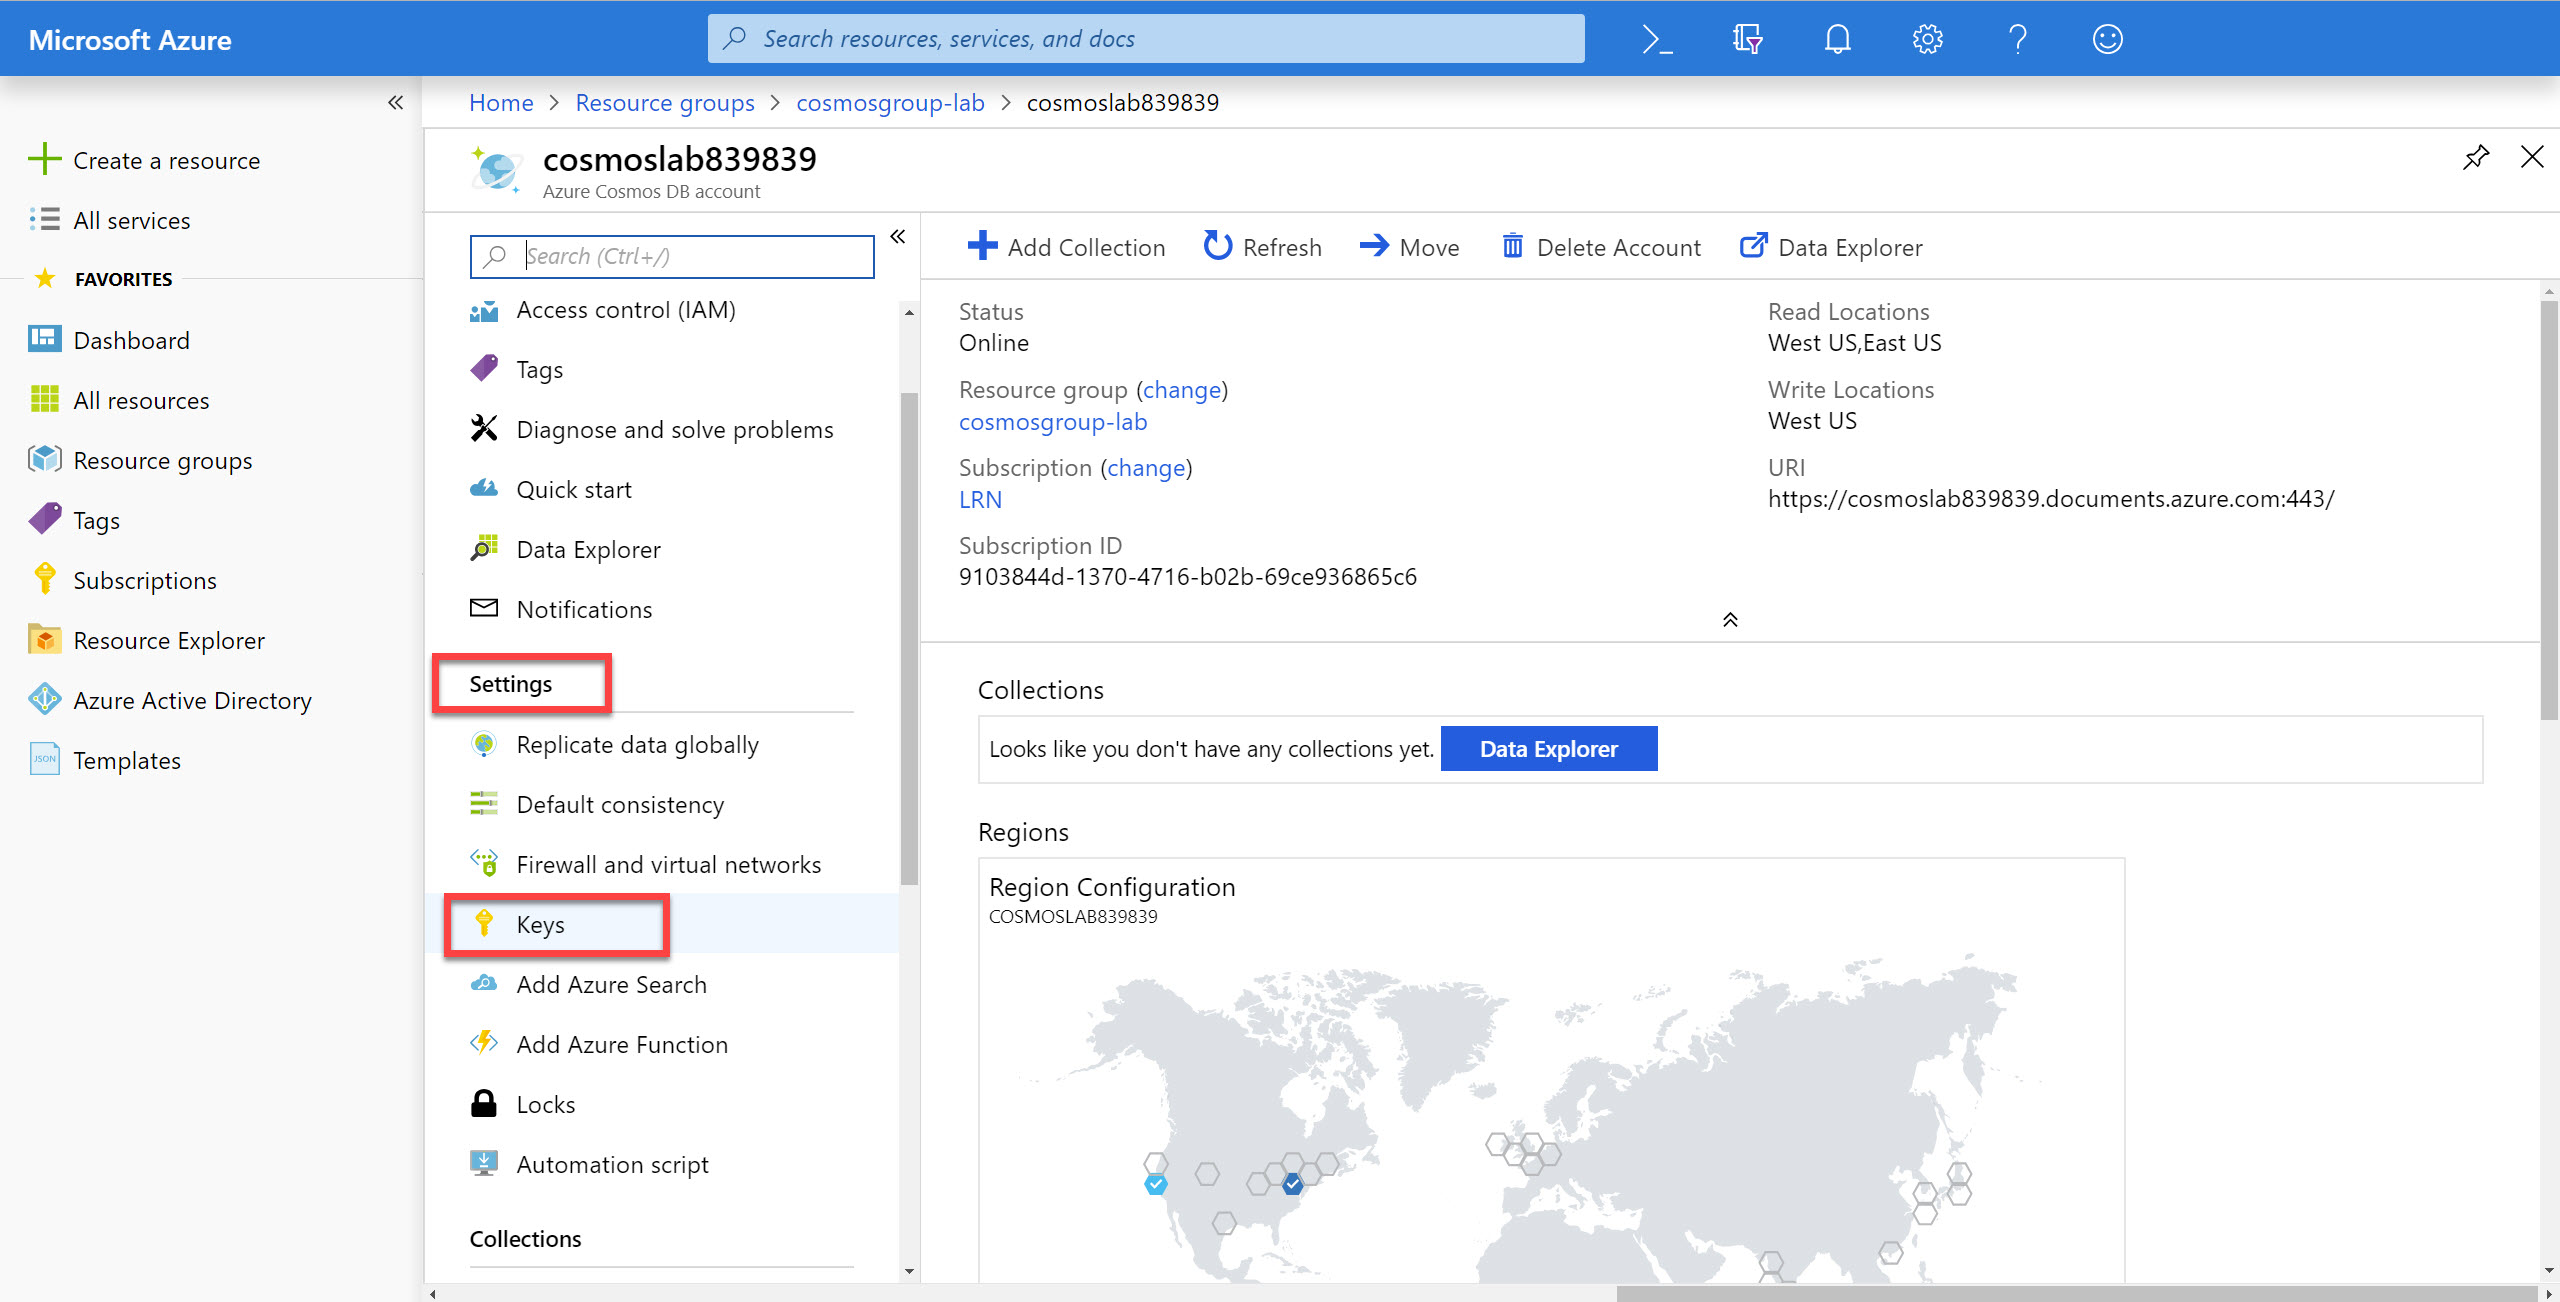 Microsoft Azure
Search resources, services, and docs
Home > Resource groups > cosmosgroup-lab > cosmoslab839839
cosmoslab839839
Azure Cosmos DB account
Create a resource
All services
FAVORITES
Dashboard
All resources
Resource groups
Tags
Subscriptions
Resource Explorer
Azure Active Directory
JSON
Templates
Search (Ctrl+/)
Access control (IAM)
Tags
Diagnose and solve problems
Quick start
Data Explorer
Notifications
Settings
Replicate data globally
Default consistency
Firewall and virtual networks
Keys
Add Azure Search
Add Azure Function
Locks
Automation script
Collections
Add Collection
Refresh
Move
Delete Account
Data Explorer
Status
Online
Resource group (change)
cosmosgroup-lab
Subscription (change)
LRN
Subscription ID
9103844d-1370-4716-b02b-69ce936865c6
Read Locations
West US,East US
Write Locations
West US
URI
https://cosmoslab839839.documents.azure.com:443/
Collections
Looks like you don't have any collections yet.
Data Explorer
Regions
Region Configuration
COSMOSLAB839839